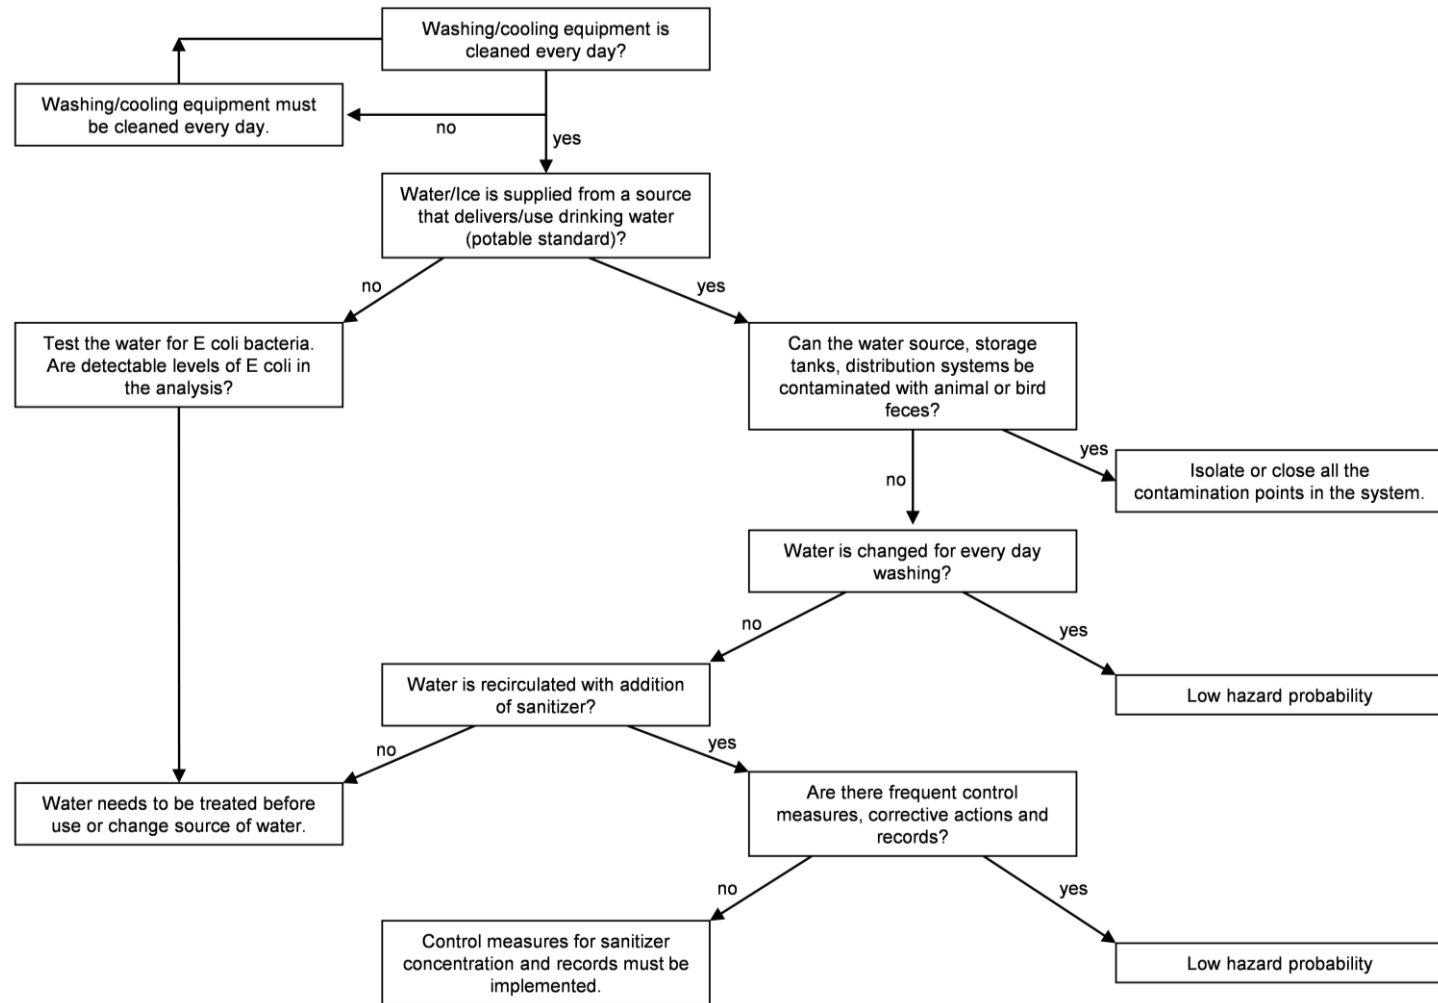 Washing/cooling equipment is
cleaned every day?
Washing/cooling equipment must
be cleaned every day.
no
yes
Water/Ice is supplied from a source
that delivers/use drinking water
(potable standard)?
no
yes
Test the water for E coli bacteria.
Are detectable levels of E coli in
the analysis?
Can the water source, storage
tanks, distribution systems be
contaminated with animal or bird
feces?
yes
no
Isolate or close all the
contamination points in the system.
Water is changed for every day
washing?
no
yes
Water is recirculated with addition
of sanitizer?
Low hazard probability
no
yes
Water needs to be treated before
use or change source of water.
Are there frequent control
measures, corrective actions and
records?
no
yes
Control measures for sanitizer
concentration and records must be
implemented.
Low hazard probability